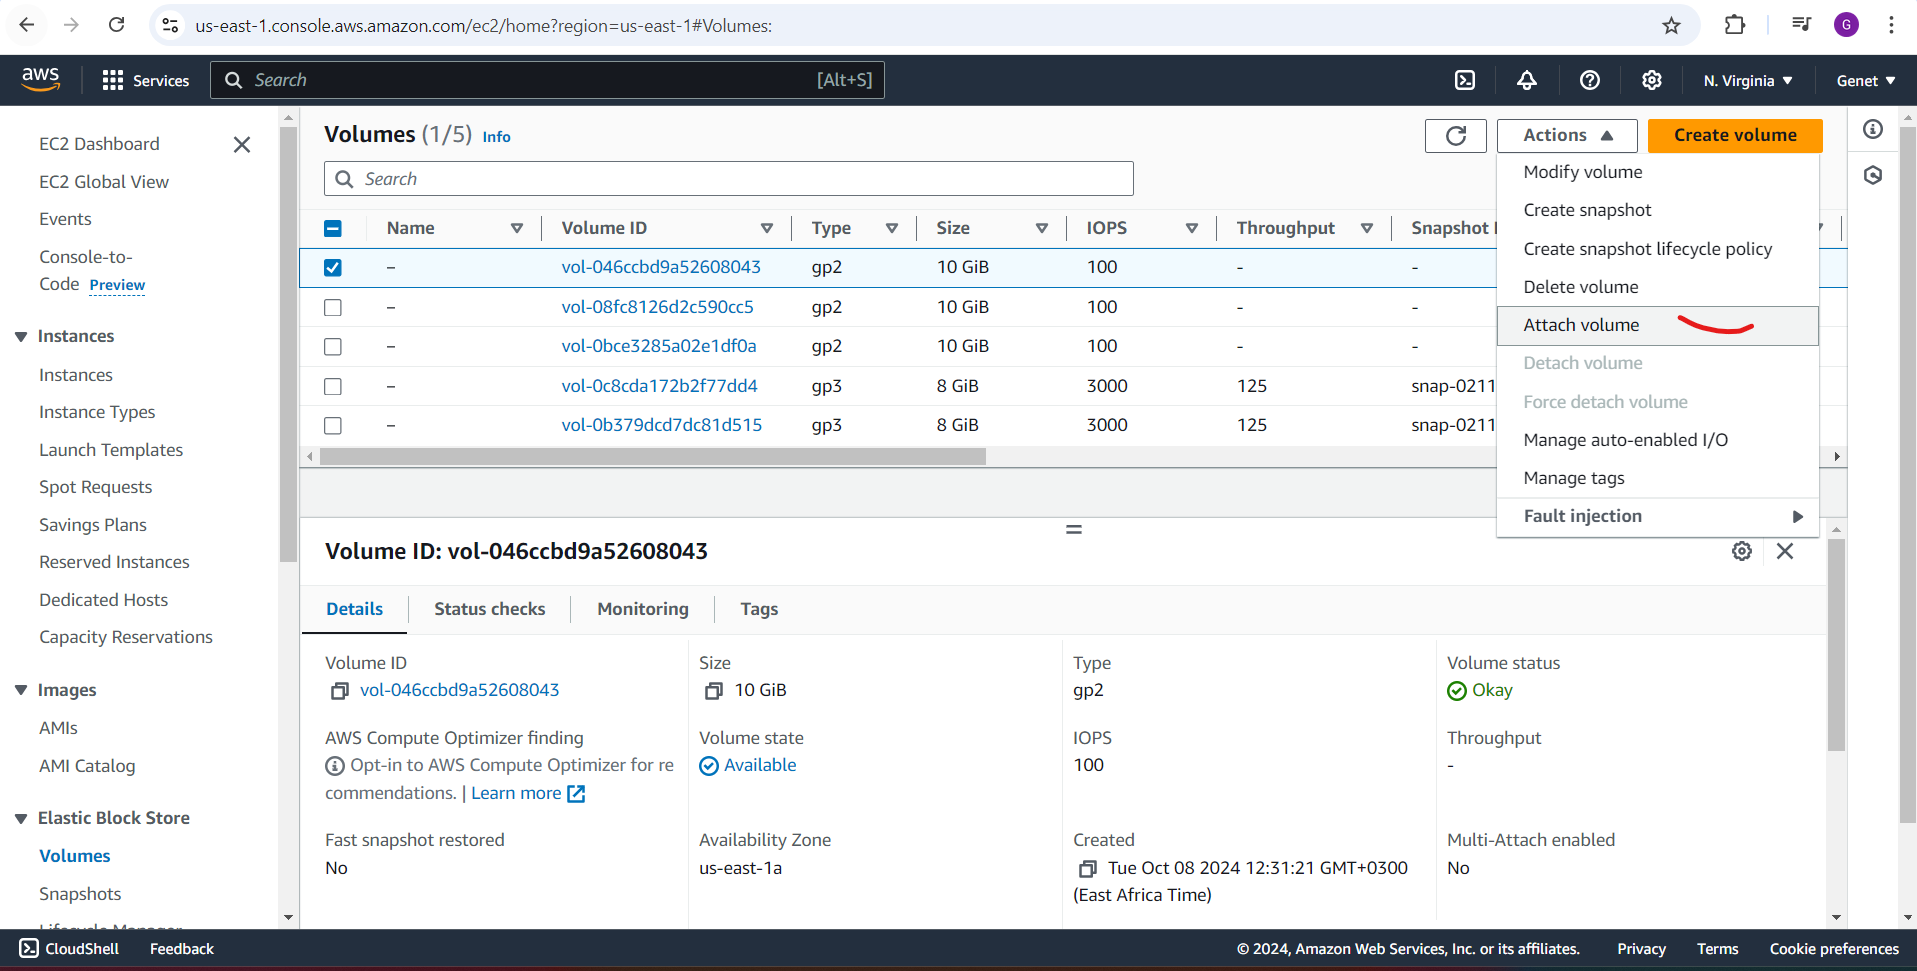 us-east-1.console.aws.amazon.com/ec2/home?region=us-east-1#Volumes:
G
aws
Services
Search
[Alt+S]
N. Virginia
Genet
EC2 Dashboard
EC2 Global View
Events
Console-to-
Code Preview
Instances
Instances
Instance Types
Launch Templates
Spot Requests
Savings Plans
Reserved Instances
Dedicated Hosts
Capacity Reservations
Images
AMIs
AMI Catalog
Elastic Block Store
Volumes
Snapshots
Lifecycle Manager
Volumes (1/5) Info
Actions
Create volume
Search
Name Volume ID Type Size IOPS Throughput Snapshot
– vol-046ccbd9a52608043 gp2 10 GiB 100 - -
– vol-08fc8126d2c590cc5 gp2 10 GiB 100 - -
– vol-0bce3285a02e1df0a gp2 10 GiB 100 - -
– vol-0c8cda172b2f77dd4 gp3 8 GiB 3000 125 snap-0211
– vol-0b379dcd7dc81d515 gp3 8 GiB 3000 125 snap-0211
Modify volume
Create snapshot
Create snapshot lifecycle policy
Delete volume
Attach volume
Detach volume
Force detach volume
Manage auto-enabled I/O
Manage tags
Fault injection
Volume ID: vol-046ccbd9a52608043
Details Status checks Monitoring Tags
Volume ID
vol-046ccbd9a52608043
Size
10 GiB
Type
gp2
Volume status
Okay
AWS Compute Optimizer finding
Opt-in to AWS Compute Optimizer for re
commendations. | Learn more
Volume state
Available
IOPS
100
Throughput
-
Fast snapshot restored
No
Availability Zone
us-east-1a
Created
Tue Oct 08 2024 12:31:21 GMT+0300
(East Africa Time)
Multi-Attach enabled
No
CloudShell
Feedback
© 2024, Amazon Web Services, Inc. or its affiliates.
Privacy
Terms
Cookie preferences